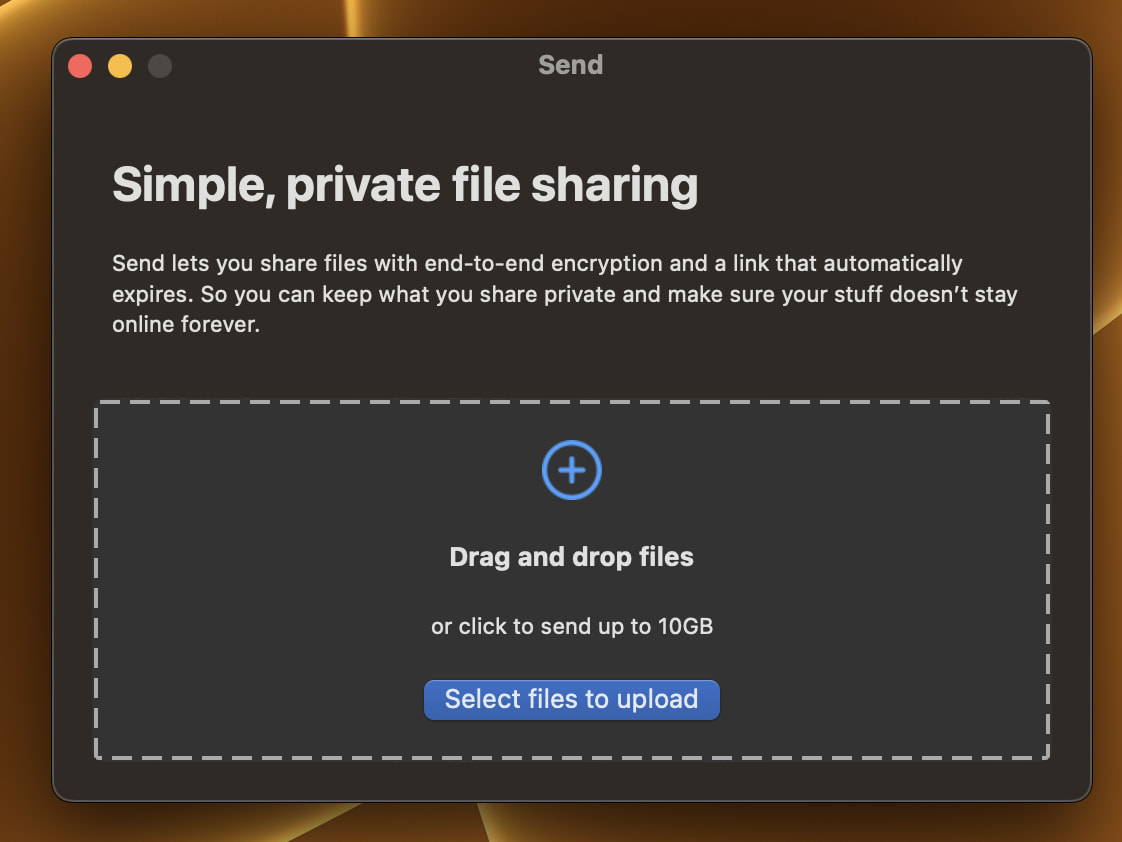 Send
Simple, private file sharing
Send lets you share files with end-to-end encryption and a link that automatically
expires. So you can keep what you share private and make sure your stuff doesn’t stay
online forever.
Drag and drop files
or click to send up to 10GB
Select files to upload